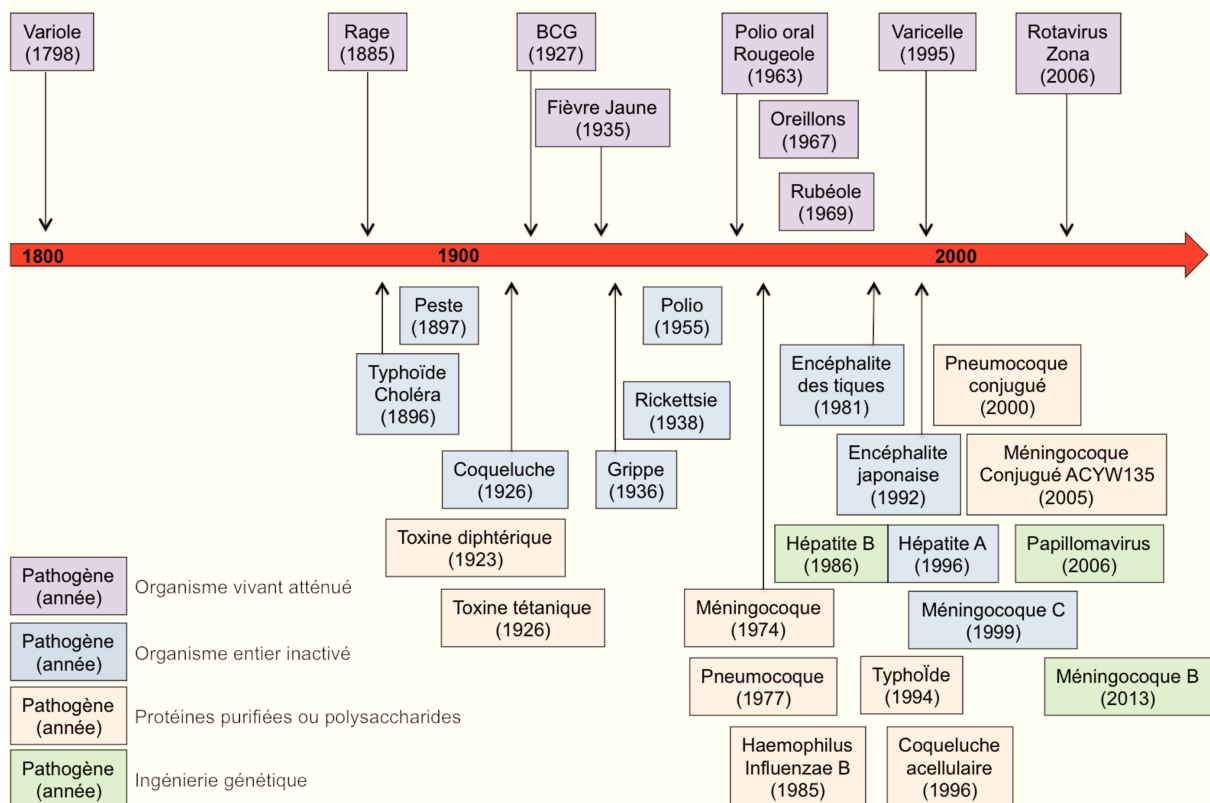 Variole
(1798)
Rage
(1885)
BCG
(1927)
Polio oral
Rougeole
(1963)
Varicelle
(1995)
Rotavirus
Zona
(2006)
Fièvre Jaune
(1935)
Oreillons
(1967)
Rubéole
(1969)
1800
1900
2000
Peste
(1897)
Polio
(1955)
Typhoïde
Choléra
(1896)
Encéphalite
des tiques
(1981)
Pneumocoque
conjugué
(2000)
Rickettsie
(1938)
Coqueluche
(1926)
Grippe
(1936)
Encéphalite
japonaise
(1992)
Méningocoque
Conjugué ACYW135
(2005)
Toxine diphtérique
(1923)
Hépatite B
(1986)
Hépatite A
(1996)
Papillomavirus
(2006)
Toxine tétanique
(1926)
Méningocoque
(1974)
Méningocoque C
(1999)
Pneumocoque
(1977)
TyphoÏde
(1994)
Méningocoque B
(2013)
Haemophilus
Influenzae B
(1985)
Coqueluche
acellulaire
(1996)
Pathogène
(année)
Organisme vivant atténué
Pathogène
(année)
Organisme entier inactivé
Pathogène
(année)
Protéines purifiées ou polysaccharides
Pathogène
(année)
Ingénierie génétique